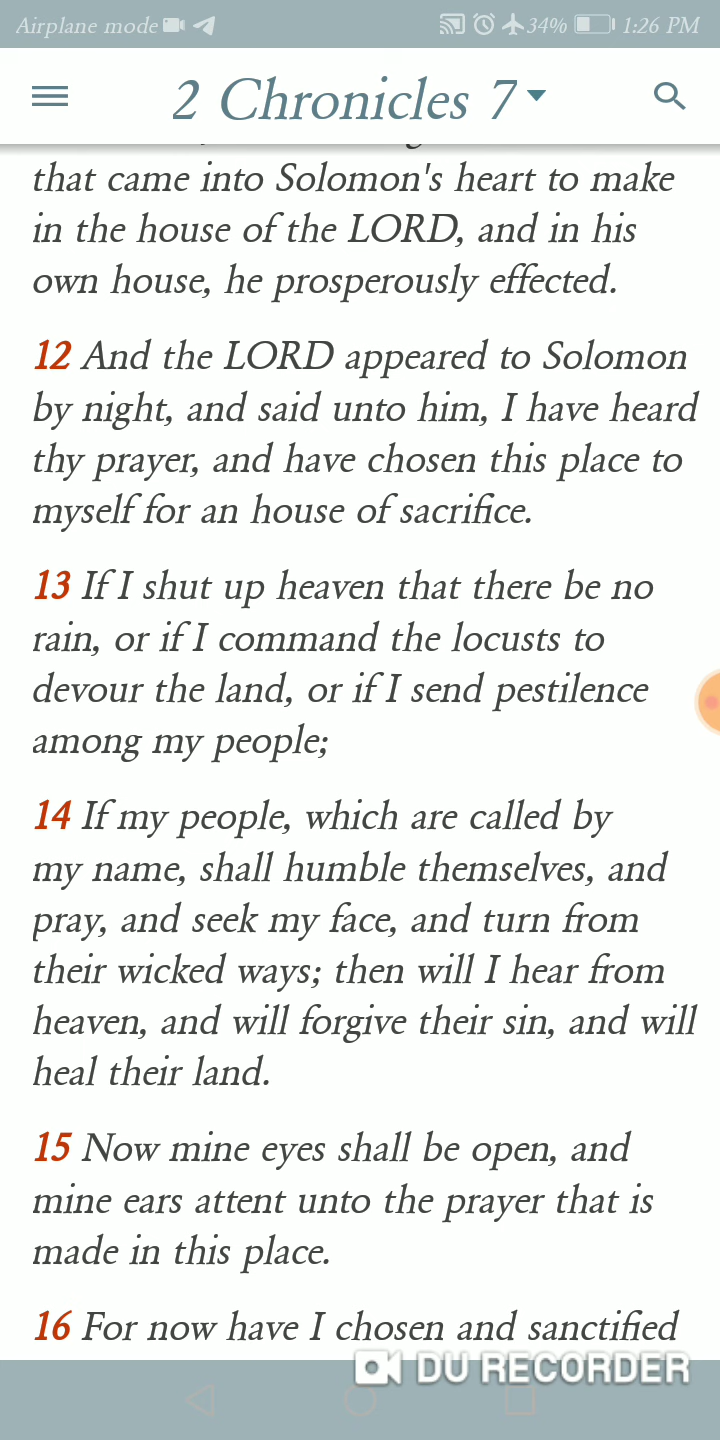 Airplane mode 34% 1:26 PM
2 Chronicles 7
that came into Solomon's heart to make
in the house of the LORD, and in his
own house, he prosperously effected.
12 And the LORD appeared to Solomon
by night, and said unto him, I have heard
thy prayer, and have chosen this place to
myself for an house of sacrifice.
13 If I shut up heaven that there be no
rain, or if I command the locusts to
devour the land, or if I send pestilence
among my people;
14 If my people, which are called by
my name, shall humble themselves, and
pray, and seek my face, and turn from
their wicked ways; then will I hear from
heaven, and will forgive their sin, and will
heal their land.
15 Now mine eyes shall be open, and
mine ears attent unto the prayer that is
made in this place.
16 For now have I chosen and sanctified
DU RECORDER